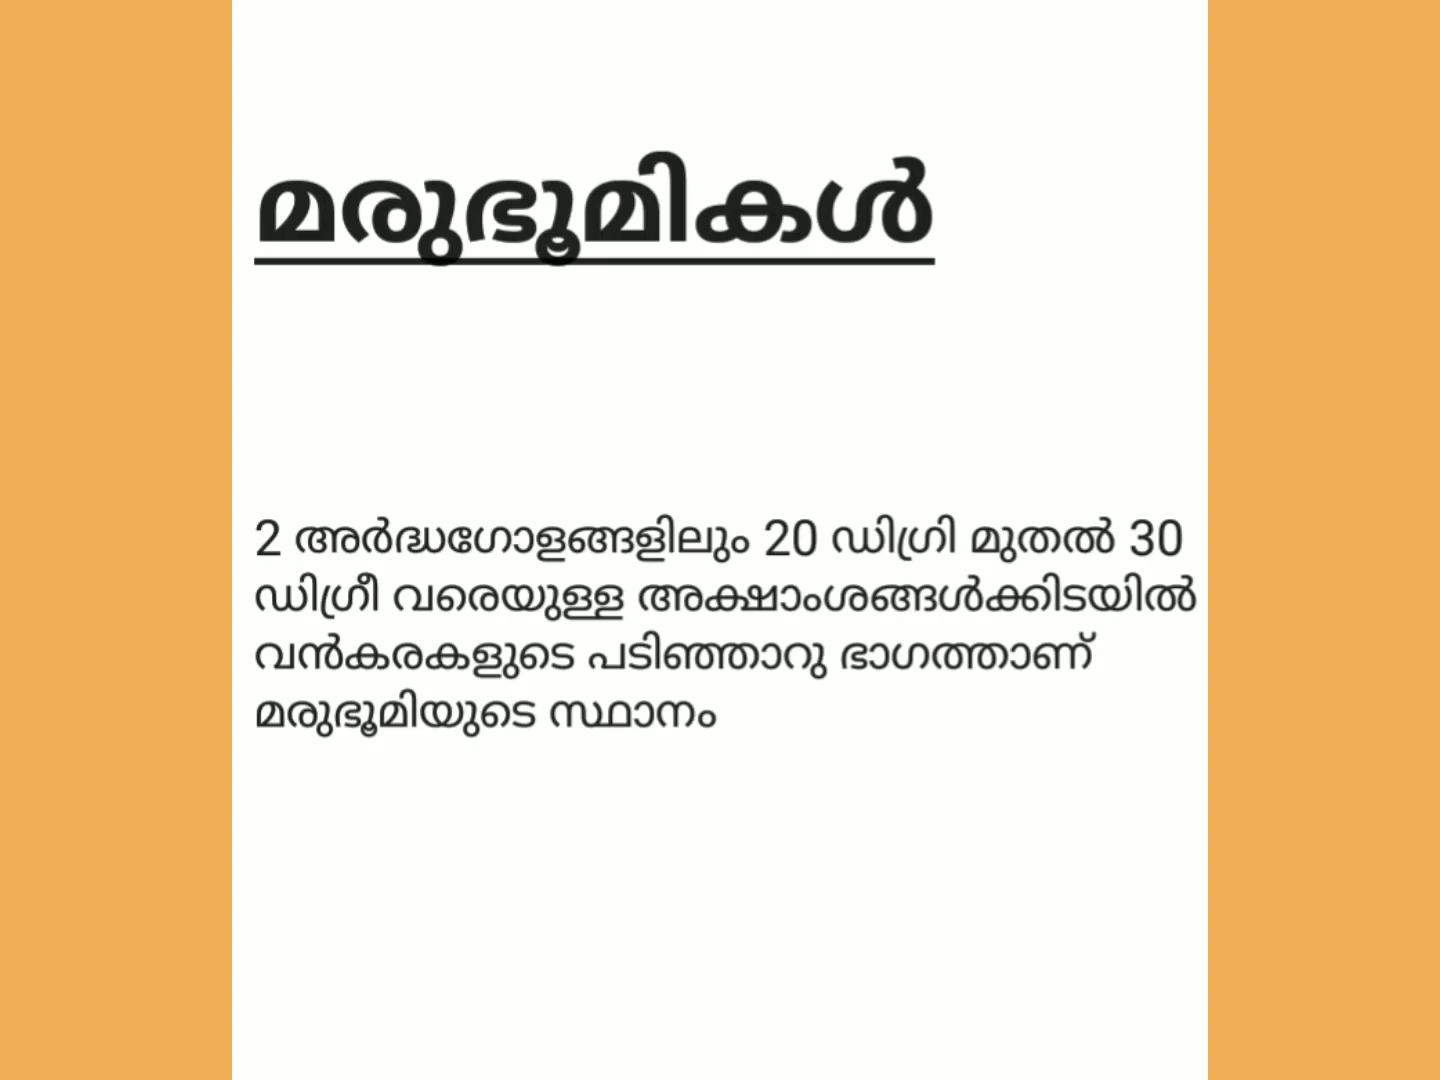 മരുഭൂമികൾ
2 അർദ്ധഗോളങ്ങളിലും 20 ഡിഗ്രി മുതൽ 30
ഡിഗ്രീ വരെയുള്ള അക്ഷാംശങ്ങൾക്കിടയിൽ
വൻകരകളുടെ പടിഞ്ഞാറു ഭാഗത്താണ്
മരുഭൂമിയുടെ സ്ഥാനം